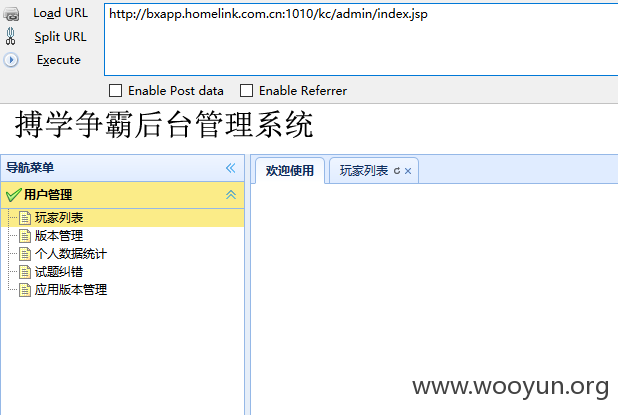 Load URL
http://bxapp.homelink.com.cn:1010/kc/admin/index.jsp
Split URL
Execute
Enable Post data Enable Referrer
搏学争霸后台管理系统
导航菜单
欢迎使用 玩家列表
用户管理
玩家列表
版本管理
个人数据统计
试题纠错
应用版本管理
www.wooyun.org